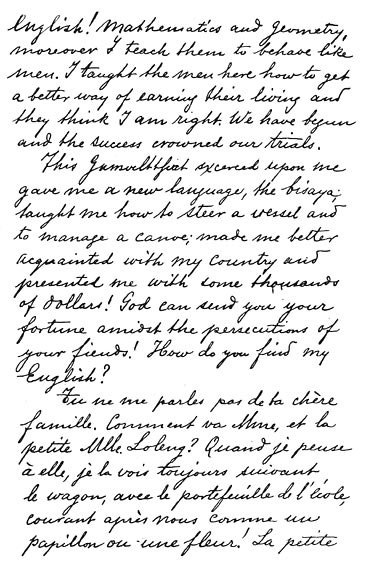 English! Mathematics and Geometry,
moreover I teach them to behave like
men. I taught the men here how to get
a better way of earning their living and
they think I am right. We have begun
and the success crowned our trials.
This Gewaltthat excerced upon me
gave me a new language, the bisaya;
taught me how to steer a vessel and
to manage a canoe; made me better
acquainted with my country and
presented me with some thousands
of dollars! God can send you your
fortune amidst the persecutions of
your fiends! How do you find my
English?
Tu ne me parles pas de ta chère
famille. Comment va Mme, et la
petite Mlle. Loleng? Quand je pense
à elle, je la vois toujours suivant
le wagon, avec le portefeuille de l'école,
courant après nous comme un
papillon ou une fleur! La petite